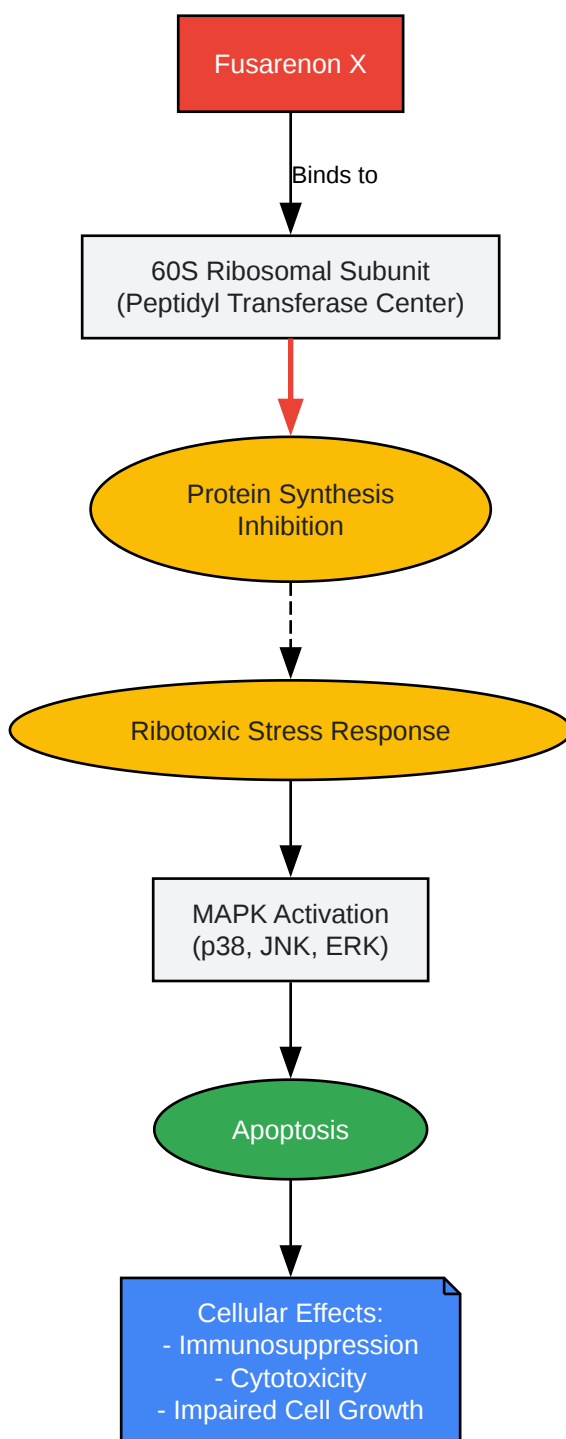 Fusarenon X
Binds to
60S Ribosomal Subunit
(Peptidyl Transferase Center)
Protein Synthesis
Inhibition
Ribotoxic Stress Response
MAPK Activation
(p38, JNK, ERK)
Apoptosis
Cellular Effects:
- Immunosuppression
- Cytotoxicity
- Impaired Cell Growth